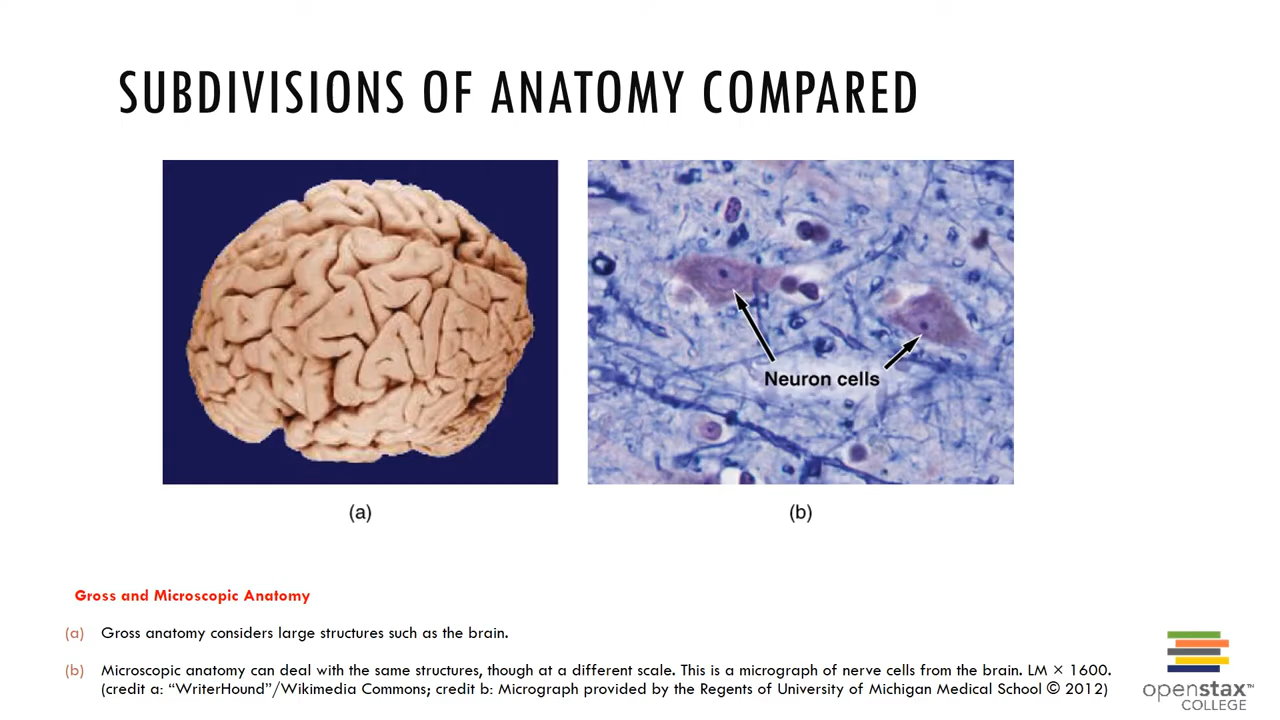 SUBDIVISIONS OF ANATOMY COMPARED
Neuron cells
(a)
(b)
Gross and Microscopic Anatomy
(a) Gross anatomy considers large structures such as the brain.
(b) Microscopic anatomy can deal with the same structures, though at a different scale. This is a micrograph of nerve cells from the brain. LM × 1600.
(credit a: “WriterHound”/Wikimedia Commons; credit b: Micrograph provided by the Regents of University of Michigan Medical School © 2012)
openstax™
COLLEGE